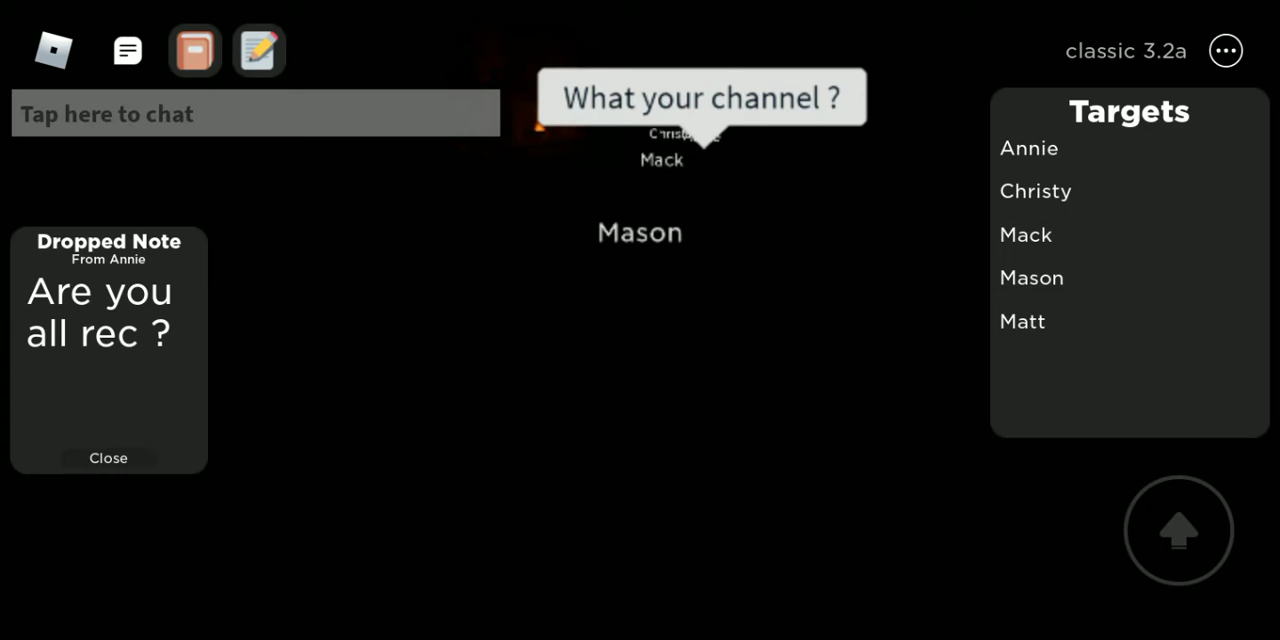 classic 3.2a
Tap here to chat
What your channel ?
Mack
Mason
Dropped Note
From Annie
Are you
all rec ?
Close
Targets
Annie
Christy
Mack
Mason
Matt